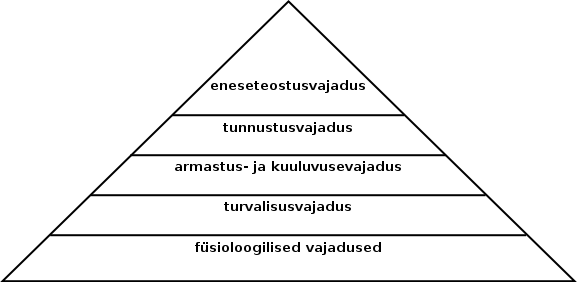 eneseteostusvajadus
tunnustusvajadus
armastus- ja kuuluvusevajadus
turvalisusvajadus
füsioloogilised vajadused